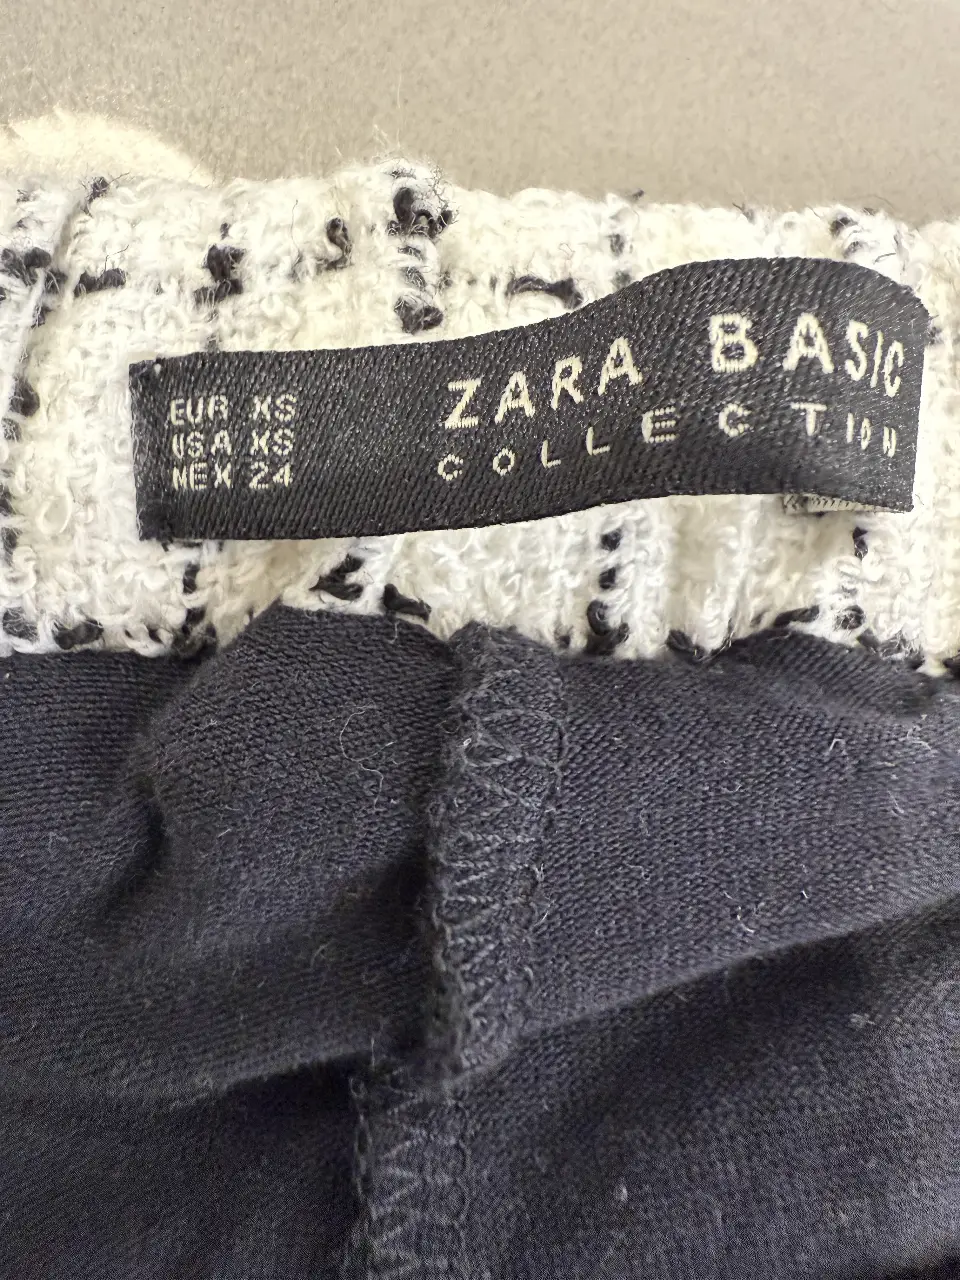 EUR XS
USA XS
MEX 24
ZARA BASIC
COLLECTION